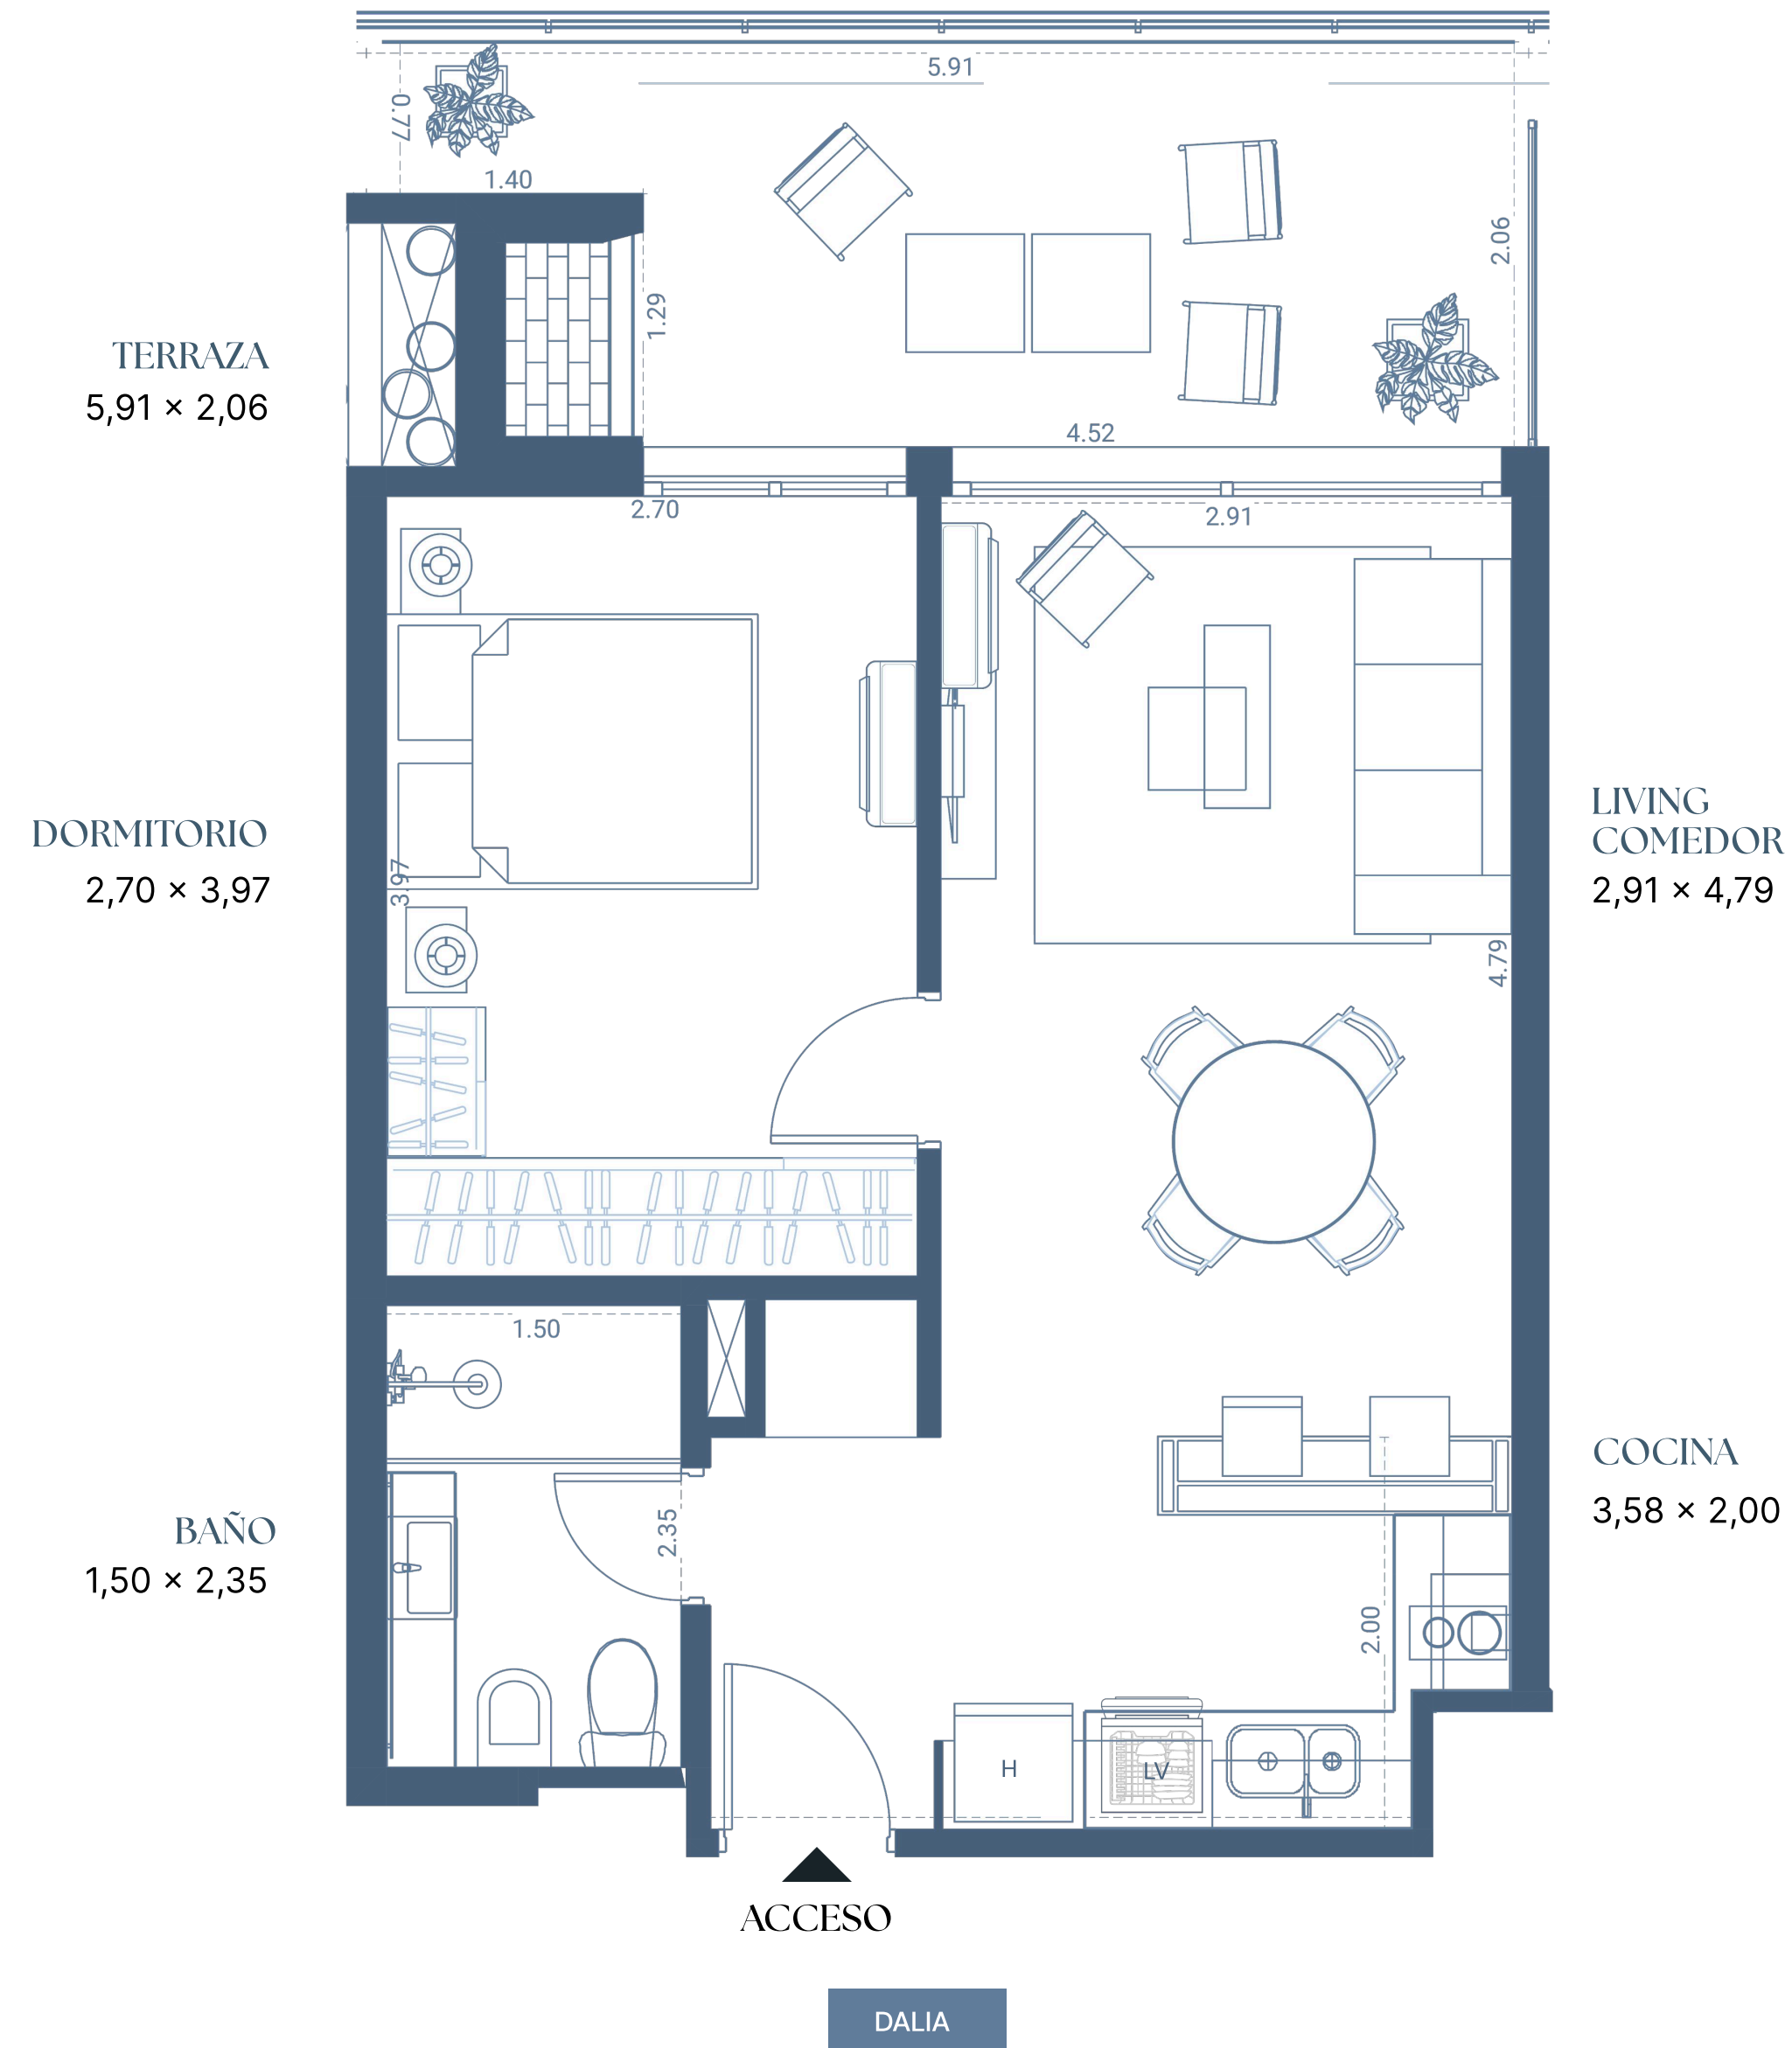 5.91
0.77
1.40
2.06
1.29
TERRAZA
5,91 × 2,06
4.52
2.70
2.91
DORMITORIO
2,70 × 3,97
3.97
LIVING
COMEDOR
2,91 × 4,79
4.79
1.50
COCINA
3,58 × 2,00
BAÑO
1,50 × 2,35
2.35
2.00
H
LV
ACCESO
DALIA